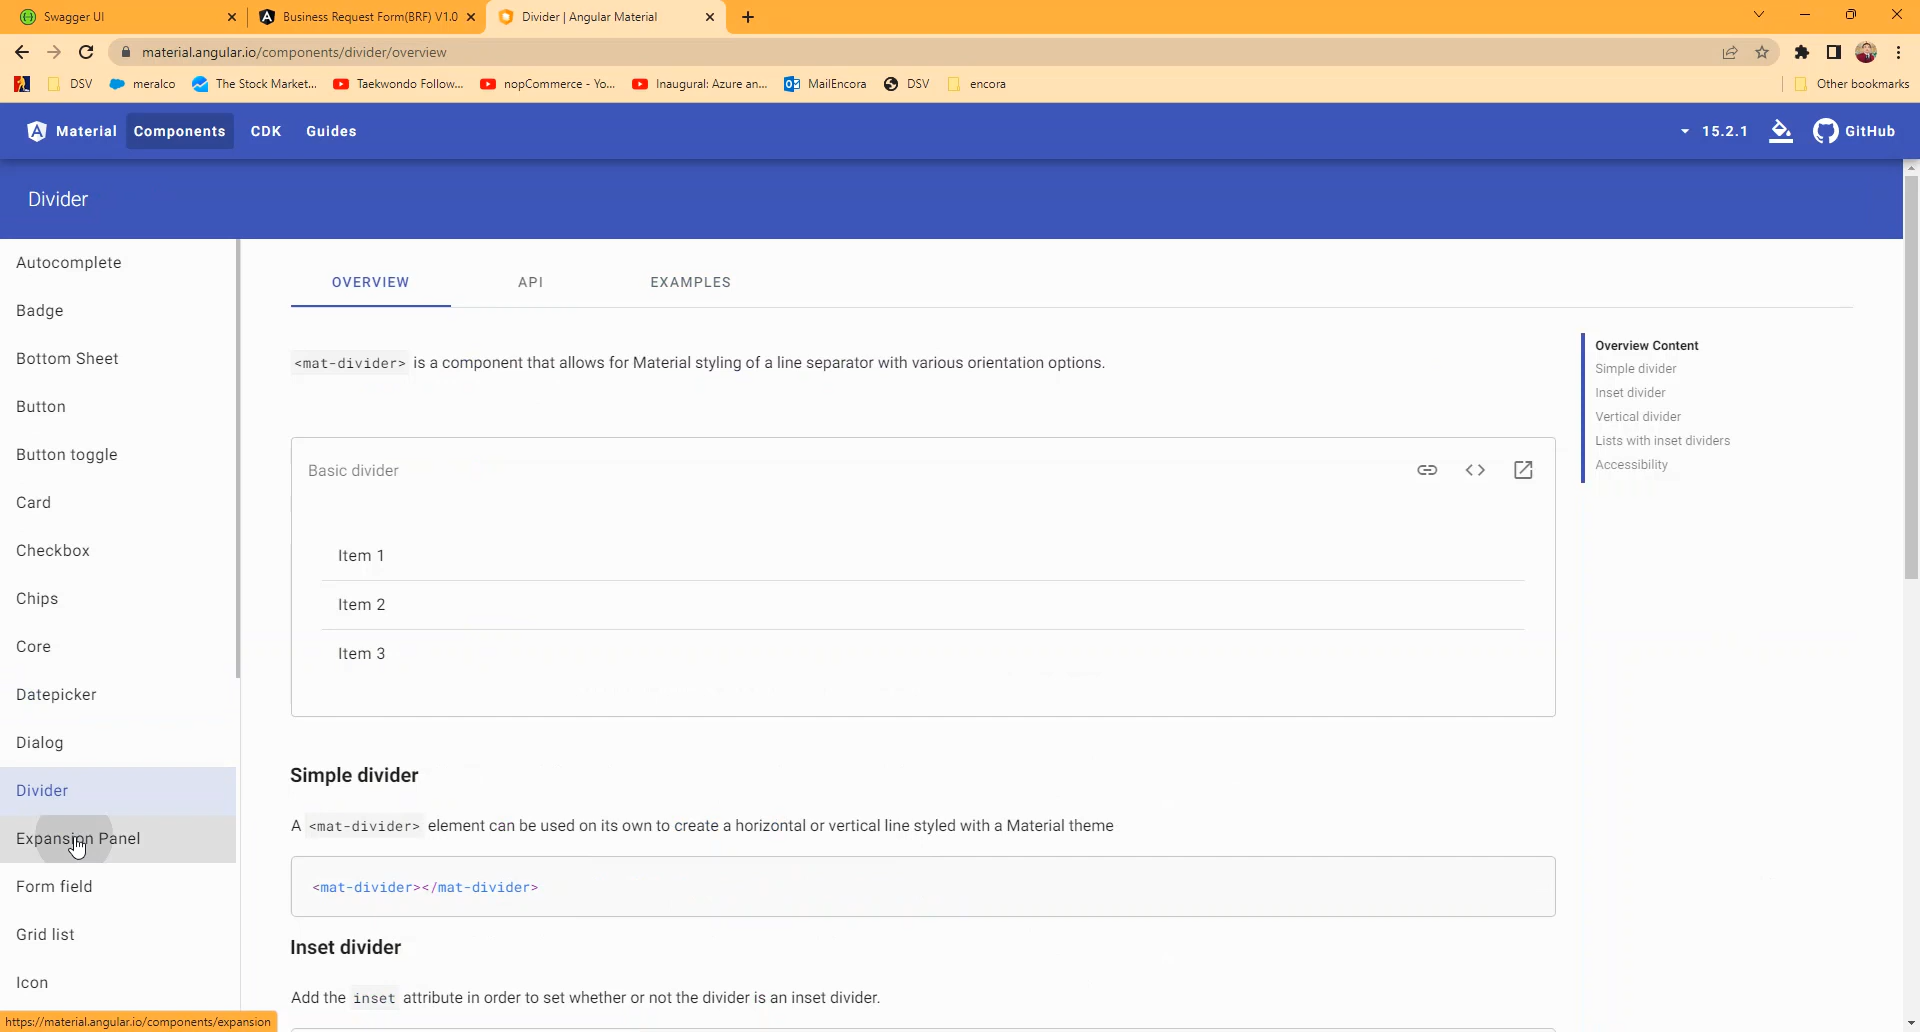 Swagger UI
Business Request Form(BRF) V1.0
Divider | Angular Material
material.angular.io/components/divider/overview
DSV
meralco
The Stock Market...
Taekwondo Follow...
nopCommerce - Yo...
Inaugural: Azure an...
MailEncora
DSV
encora
Other bookmarks
Material
Components
CDK
Guides
15.2.1
GitHub
Divider
Autocomplete
Badge
Bottom Sheet
Button
Button toggle
Card
Checkbox
Chips
Core
Datepicker
Dialog
Divider
Expansion Panel
Form field
Grid list
Icon
OVERVIEW
API
EXAMPLES
<mat-divider> is a component that allows for Material styling of a line separator with various orientation options.
Basic divider
Item 1
Item 2
Item 3
Simple divider
A <mat-divider> element can be used on its own to create a horizontal or vertical line styled with a Material theme
<mat-divider></mat-divider>
Inset divider
Add the inset attribute in order to set whether or not the divider is an inset divider.
Overview Content
Simple divider
Inset divider
Vertical divider
Lists with inset dividers
Accessibility
https://material.angular.io/components/expansion